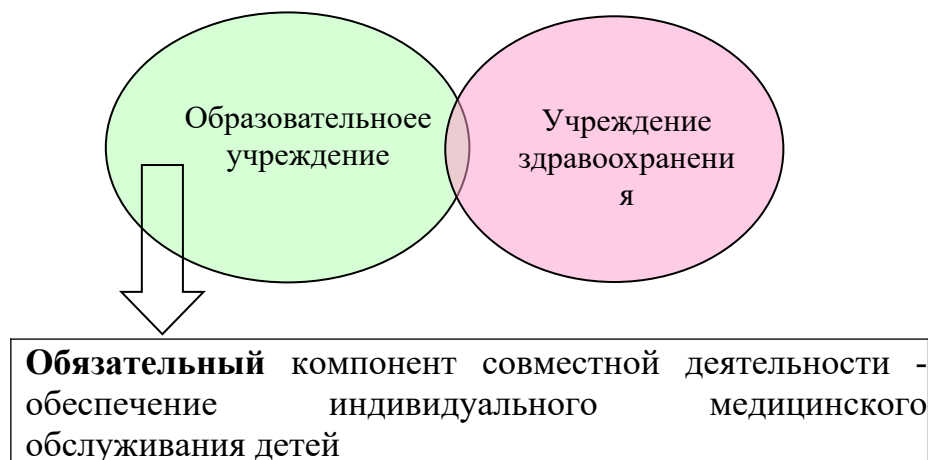 Образовательноее
учреждение
Учреждение
здравоохранени
я
Обязательный компонент совместной деятельности -
обеспечение индивидуального медицинского
обслуживания детей